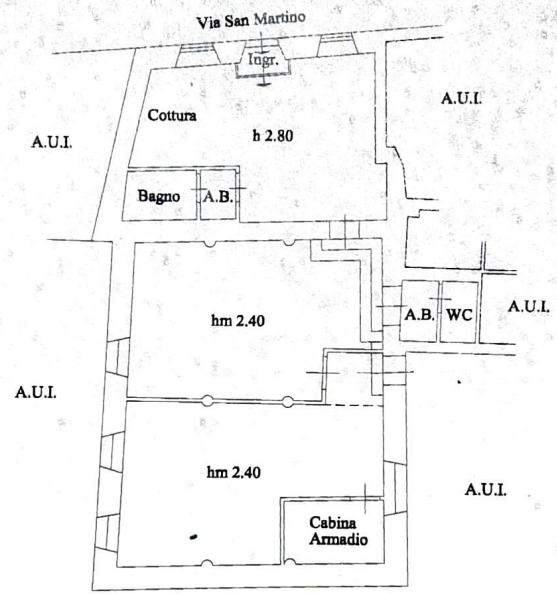 Via San Martino
Ingr.
A.U.I.
Cottura
A.U.I.
h 2.80
Bagno
A.B.
hm 2.40
A.B.
WC
A.U.I.
A.U.I.
hm 2.40
A.U.I.
Cabina
Armadio